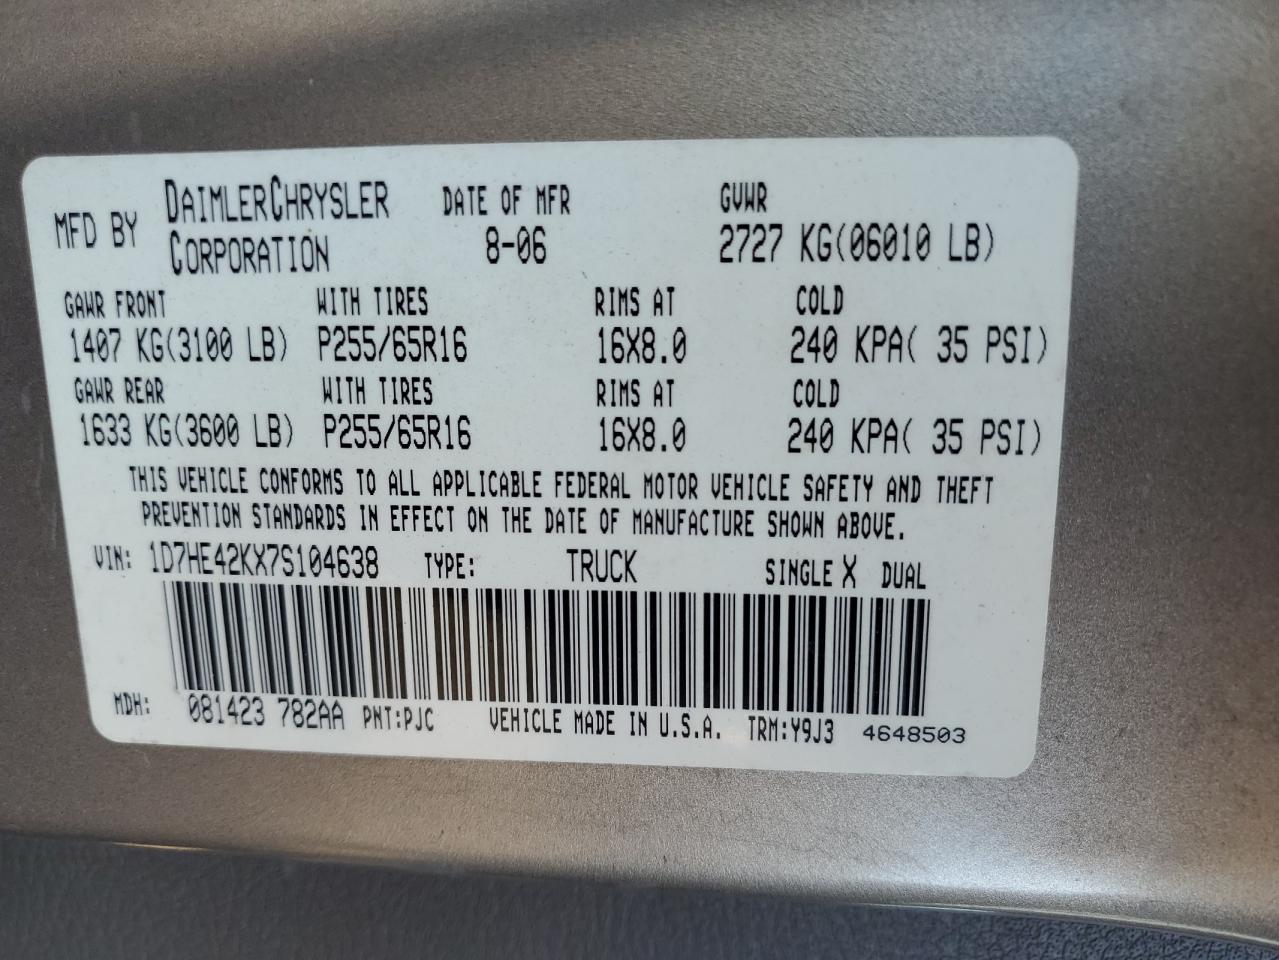 MFD BY DAIMLERCHRYSLER CORPORATION DATE OF MFR 8-06 GVWR 2727 KG(06010 LB)
GAWR FRONT WITH TIRES RIMS AT COLD
1407 KG(3100 LB) P255/65R16 16X8.0 240 KPA( 35 PSI)
GAWR REAR WITH TIRES RIMS AT COLD
1633 KG(3600 LB) P255/65R16 16X8.0 240 KPA( 35 PSI)
THIS VEHICLE CONFORMS TO ALL APPLICABLE FEDERAL MOTOR VEHICLE SAFETY AND THEFT
PREVENTION STANDARDS IN EFFECT ON THE DATE OF MANUFACTURE SHOWN ABOVE.
VIN: 1D7HE42KX7S104638 TYPE: TRUCK SINGLE X DUAL
MDH: 081423 782AA PNT:PJC VEHICLE MADE IN U.S.A. TRM:Y9J3 4648503